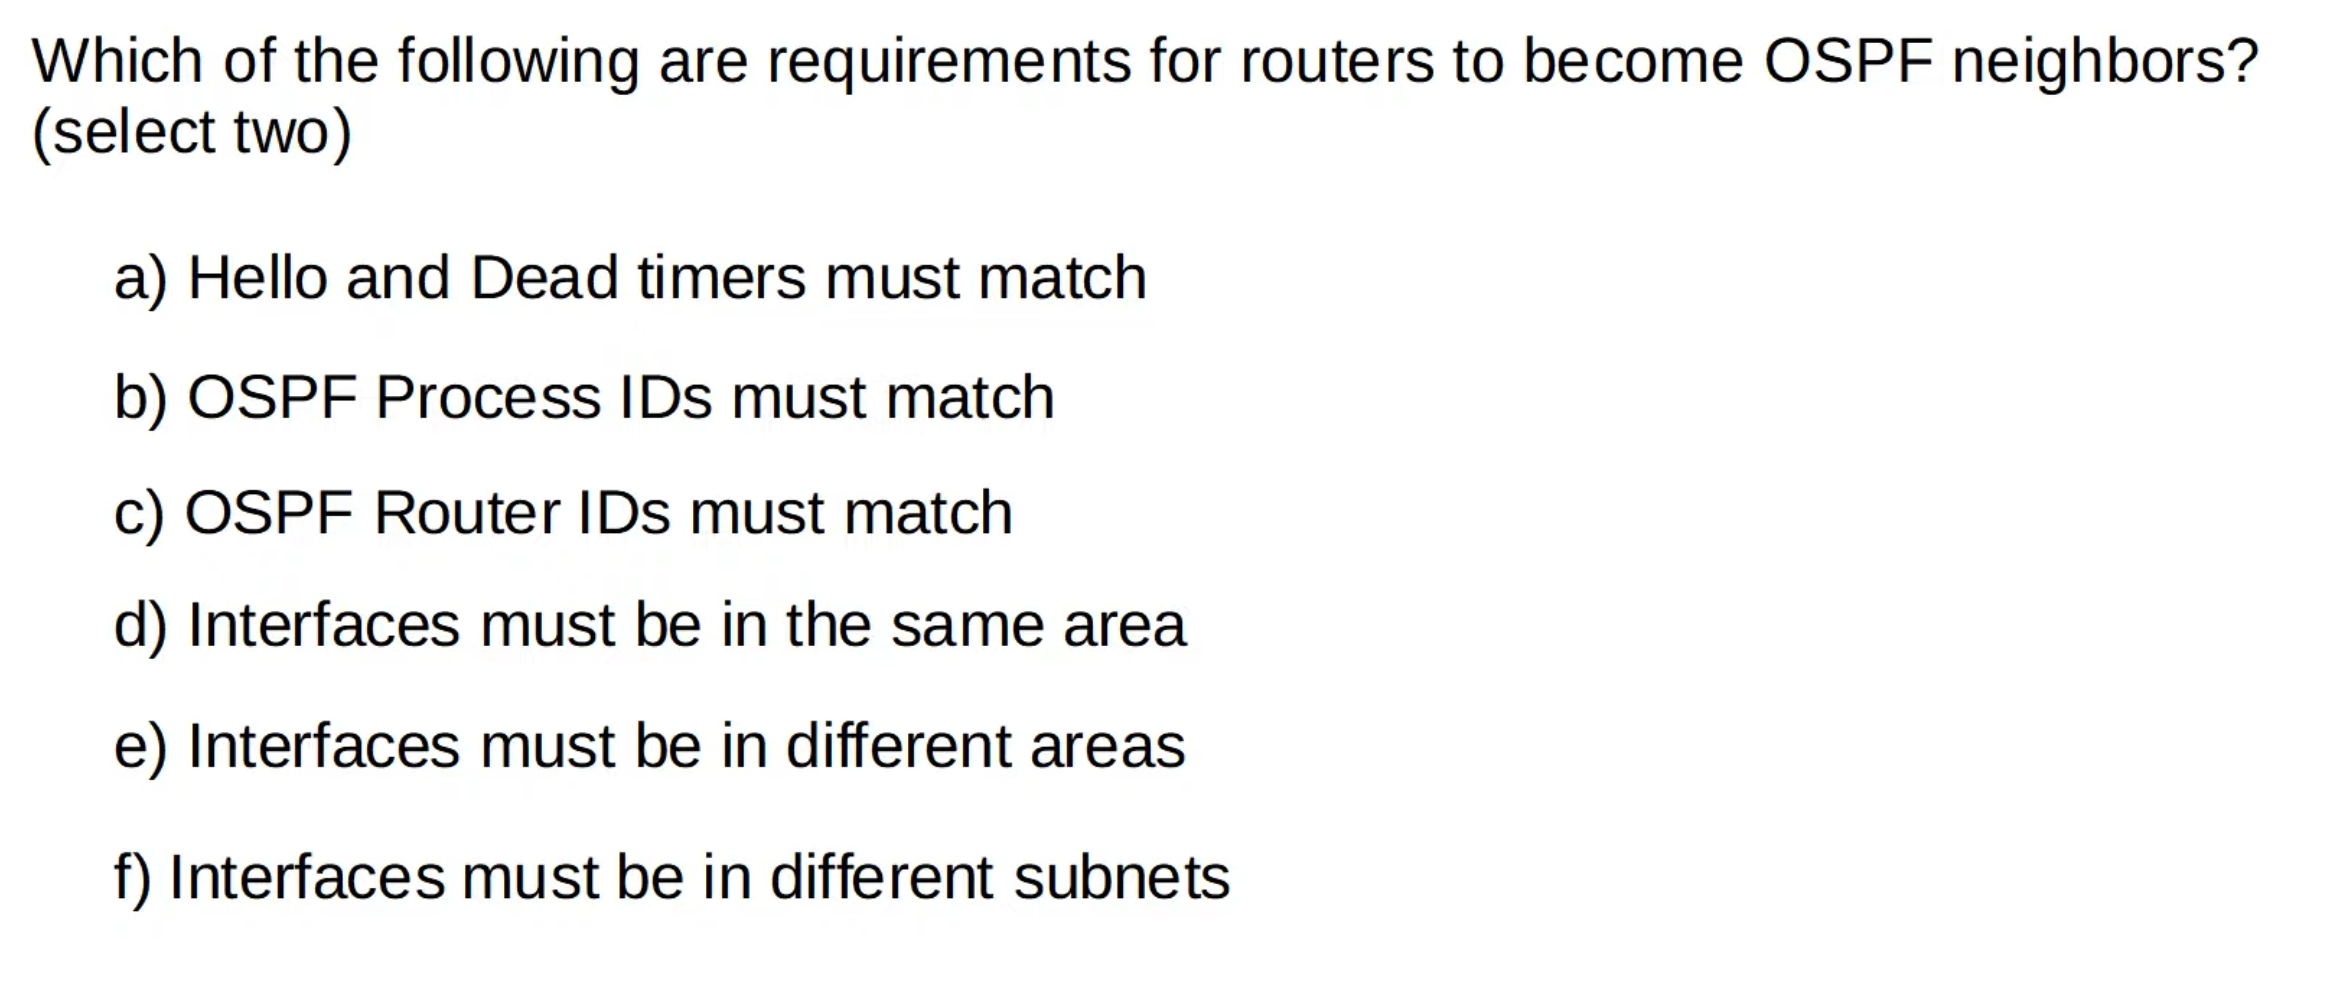 Which of the following are requirements for routers to become OSPF neighbors?
(select two)
a) Hello and Dead timers must match
b) OSPF Process IDs must match
c) OSPF Router IDs must match
d) Interfaces must be in the same area
e) Interfaces must be in different areas
f) Interfaces must be in different subnets